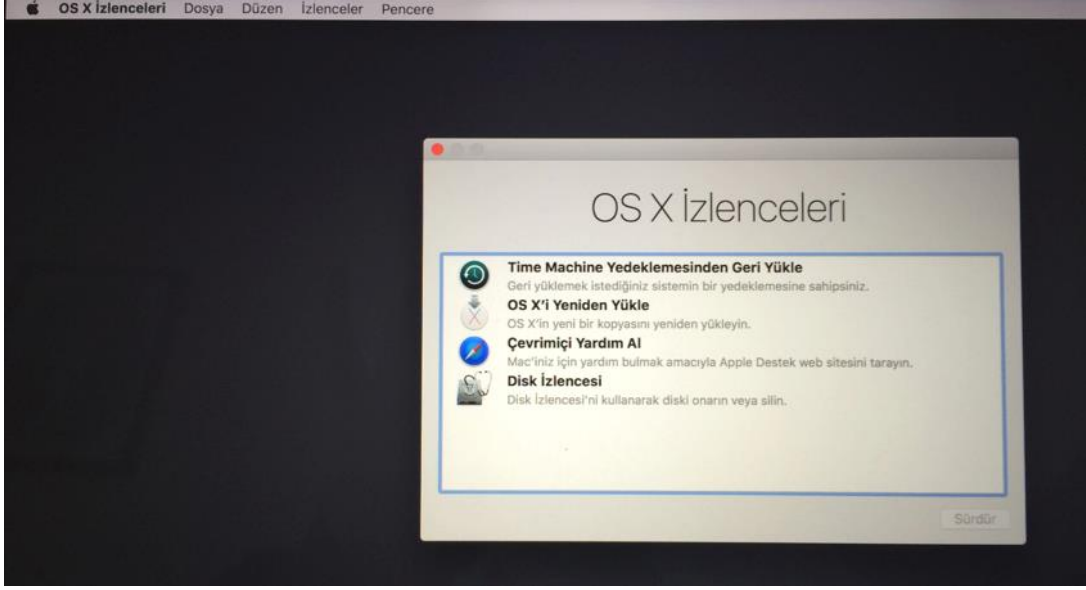 OS X İzlenceleri Dosya Düzen İzlenceler Pencere
OS X İzlenceleri
Time Machine Yedeklemesinden Geri Yükle
Geri yüklemek istediğiniz sistemin bir yedeklemesine sahipsiniz.
OS X'i Yeniden Yükle
OS X'in yeni bir kopyasını yeniden yükleyin.
Çevrimiçi Yardım Al
Mac'iniz için yardım bulmak amacıyla Apple Destek web sitesini tarayın.
Disk İzlencesi
Disk İzlencesi'ni kullanarak diski onarın veya silin.
Sürdür